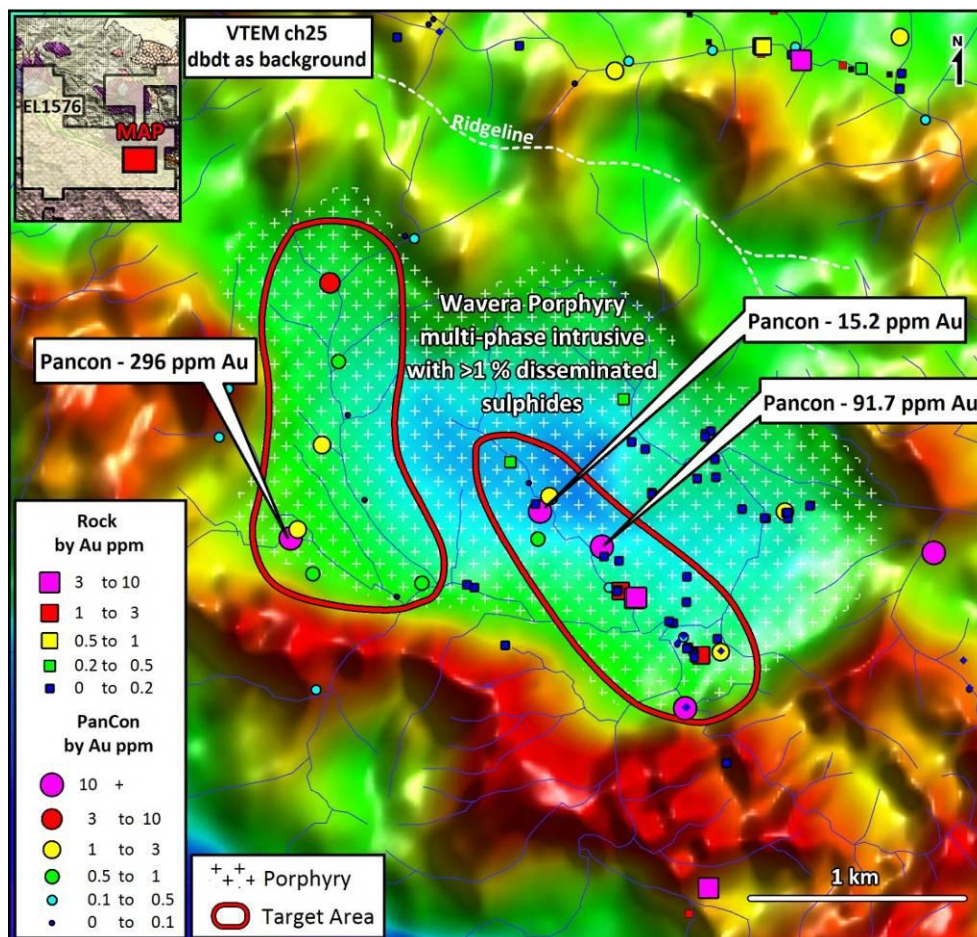 VTEM ch25
dbdt as background
N
EL1576
MAP
Ridgeline
Wavera Porphyry
multi-phase intrusive
with >1 % disseminated
sulphides
Pancon - 15.2 ppm Au
Pancon - 296 ppm Au
Pancon - 91.7 ppm Au
Rock
by Au ppm
3 to 10
1 to 3
0.5 to 1
0.2 to 0.5
0 to 0.2
PanCon
by Au ppm
10 +
3 to 10
1 to 3
0.5 to 1
0.1 to 0.5
0 to 0.1
Porphyry
Target Area
1 km